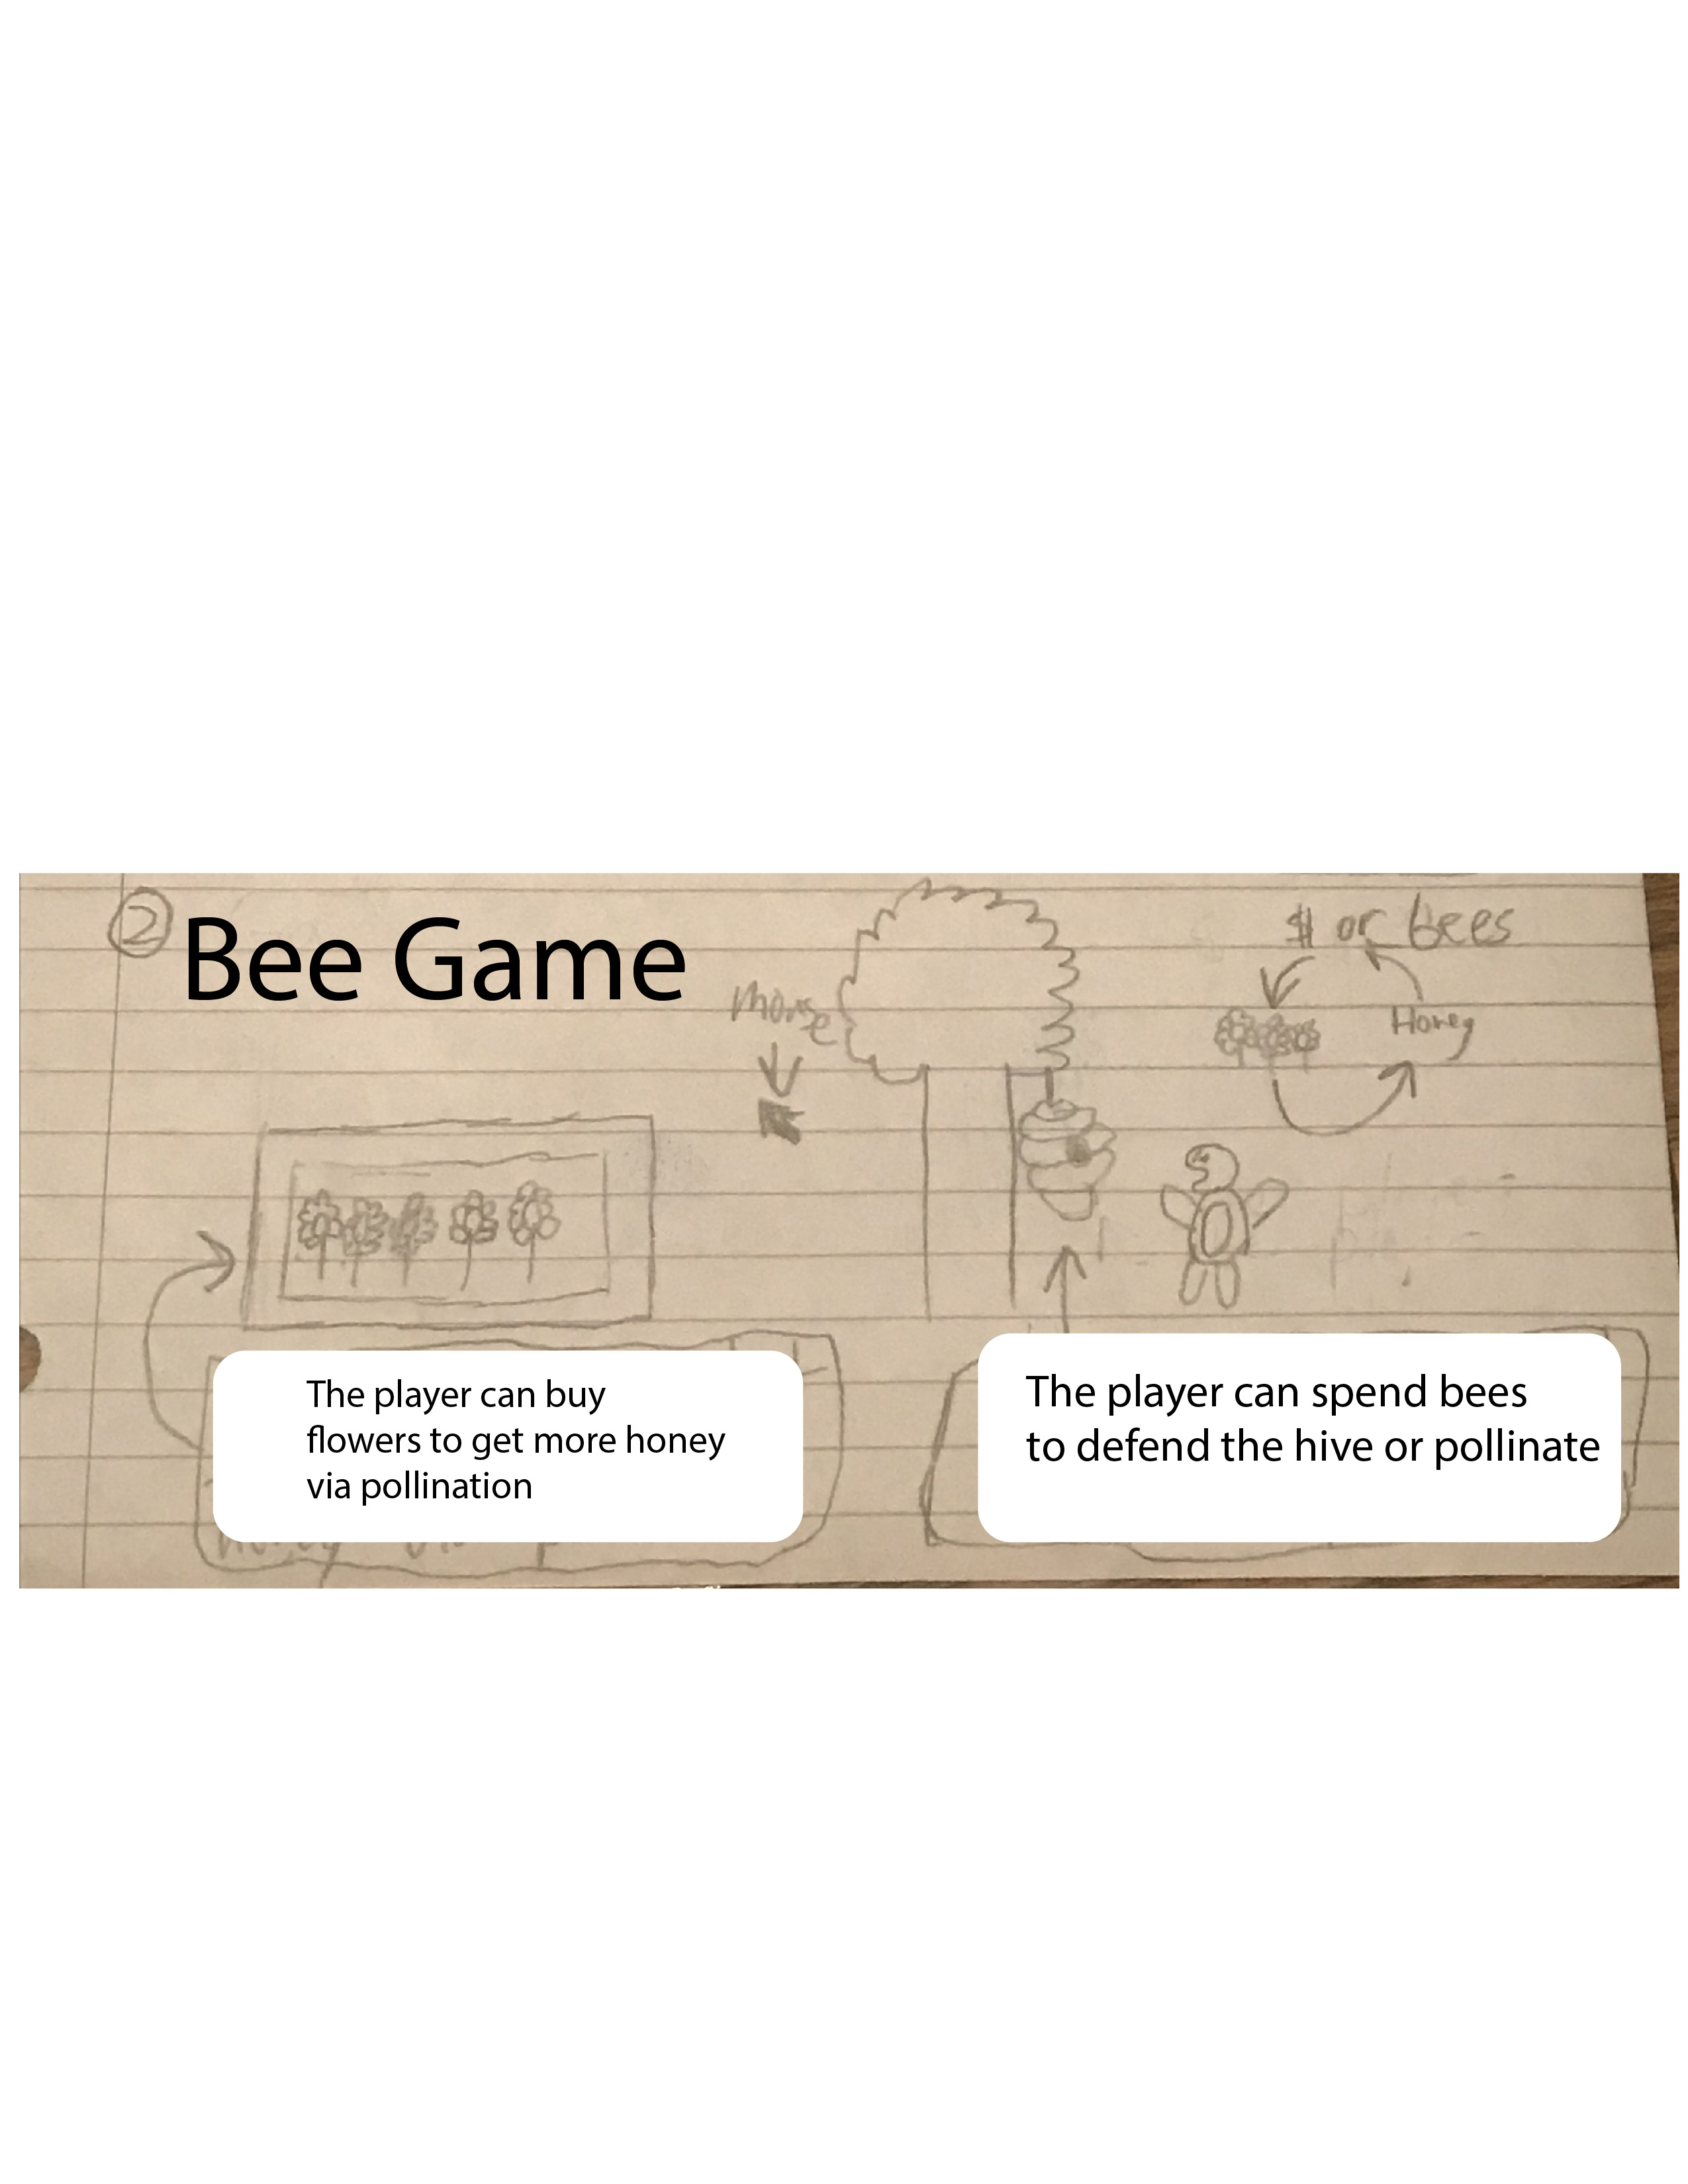 2
Bee Game
Mouse
$ or bees
Honey
The player can buy
flowers to get more honey
via pollination
The player can spend bees
to defend the hive or pollinate